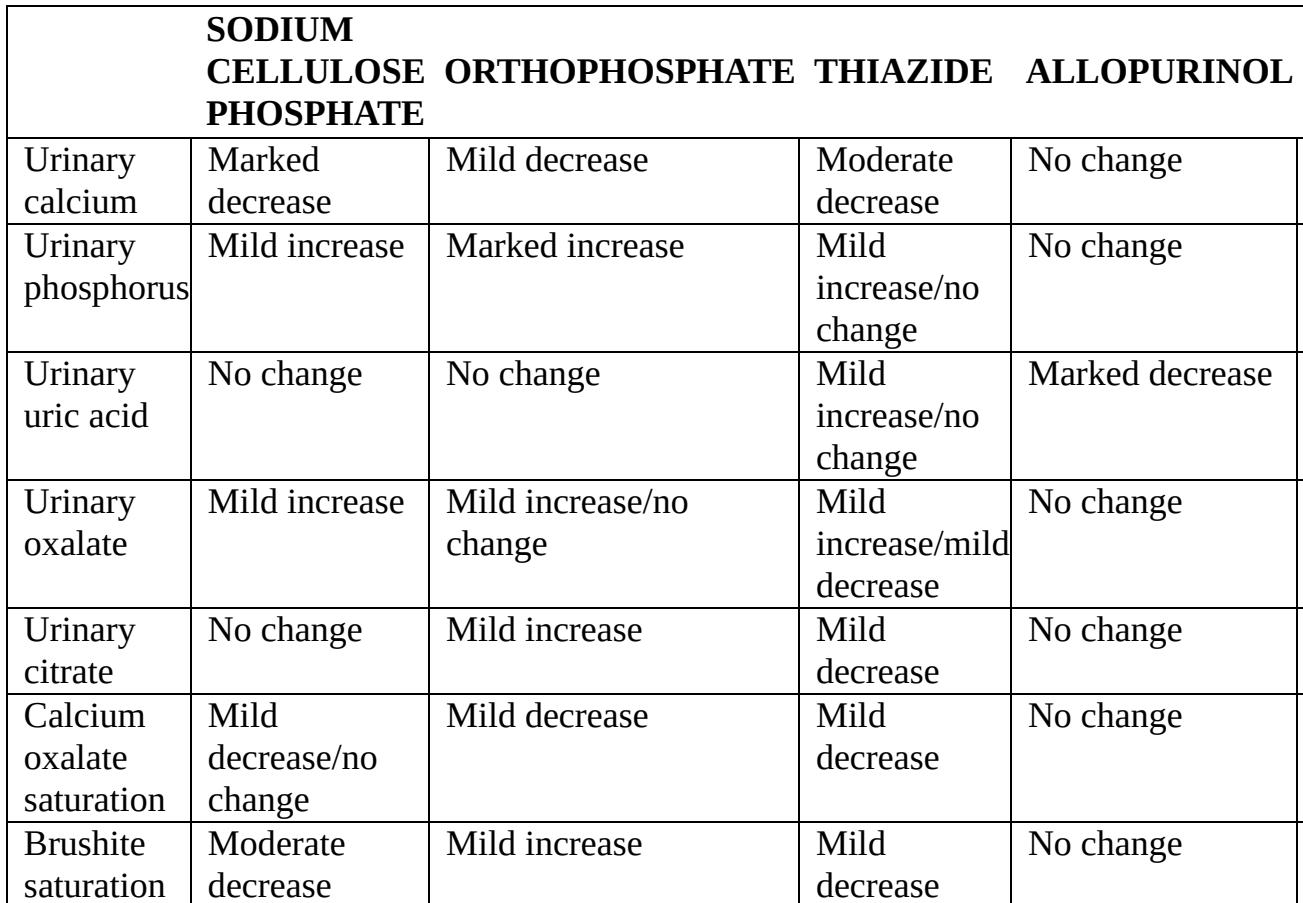 SODIUM
CELLULOSE ORTHOPHOSPHATE THIAZIDE ALLOPURINOL
PHOSPHATE
Urinary Marked Mild decrease Moderate No change
calcium decrease decrease
Urinary Mild increase Marked increase Mild No change
phosphorus increase/no
change
Urinary No change No change Mild Marked decrease
uric acid increase/no
change
Urinary Mild increase Mild increase/no Mild No change
oxalate change increase/mild
decrease
Urinary No change Mild increase Mild No change
citrate decrease
Calcium Mild Mild decrease Mild No change
oxalate decrease/no decrease
saturation change
Brushite Moderate Mild increase Mild No change
saturation decrease decrease